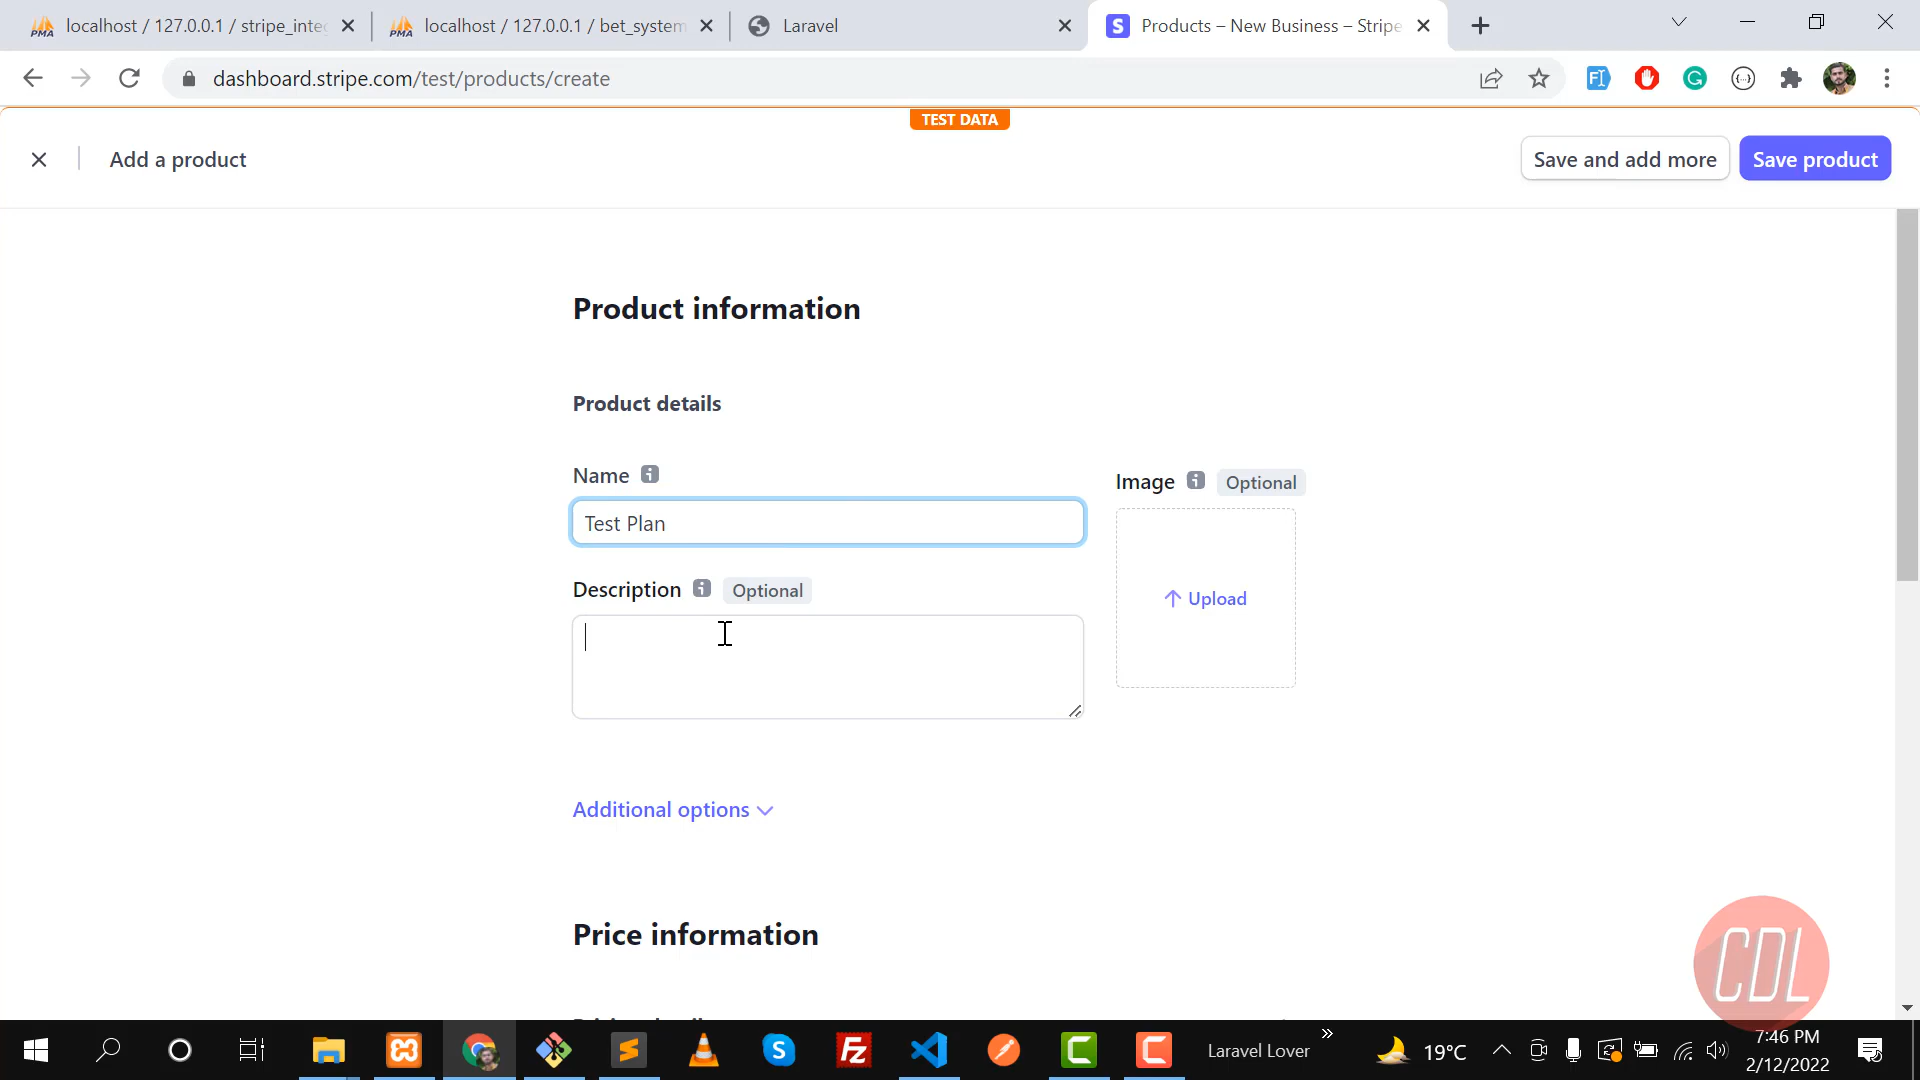 localhost / 127.0.0.1 / stripe_inte
localhost / 127.0.0.1 / bet_system
Laravel
Products – New Business – Stripe
dashboard.stripe.com/test/products/create
TEST DATA
Add a product
Save and add more
Save product
Product information
Product details
Name
Image
Optional
Test Plan
Description
Optional
Upload
Additional options
Price information
CDL
Laravel Lover
19°C
7:46 PM
2/12/2022